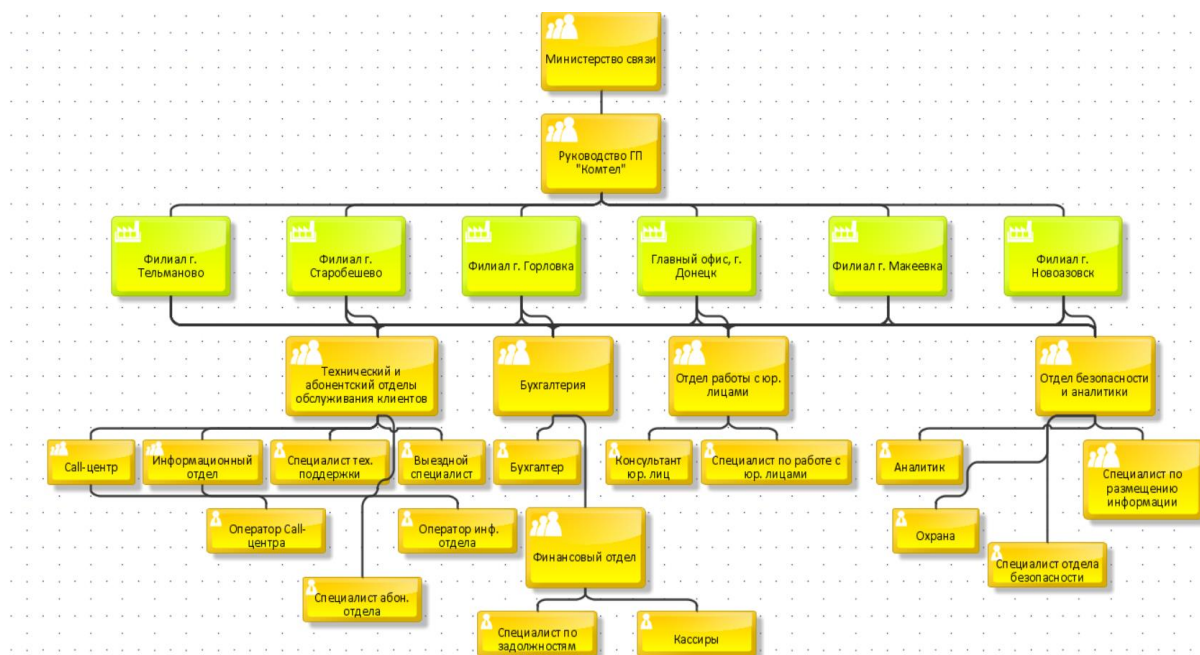 Министерство связи
Руководство ГП
"Комтел"
Филиал г.
Тельманово
Филиал г.
Старобешево
Филиал г. Горловка
Главный офис, г.
Донецк
Филиал г. Макеевка
Филиал г.
Новоазовск
Технический и
абонентский отделы
обслуживания клиентов
Бухгалтерия
Отдел работы с юр.
лицами
Отдел безопасности
и аналитики
Call-центр
Информационный
отдел
Специалист тех.
поддержки
Выездной
специалист
Бухгалтер
Консультант
юр. лиц
Специалист по работе с
юр. лицами
Аналитик
Специалист по
размещению
информации
Оператор Call-
центра
Оператор инф.
отдела
Финансовый отдел
Охрана
Специалист отдела
безопасности
Специалист абон.
отдела
Специалист по
задолжностям
Кассиры